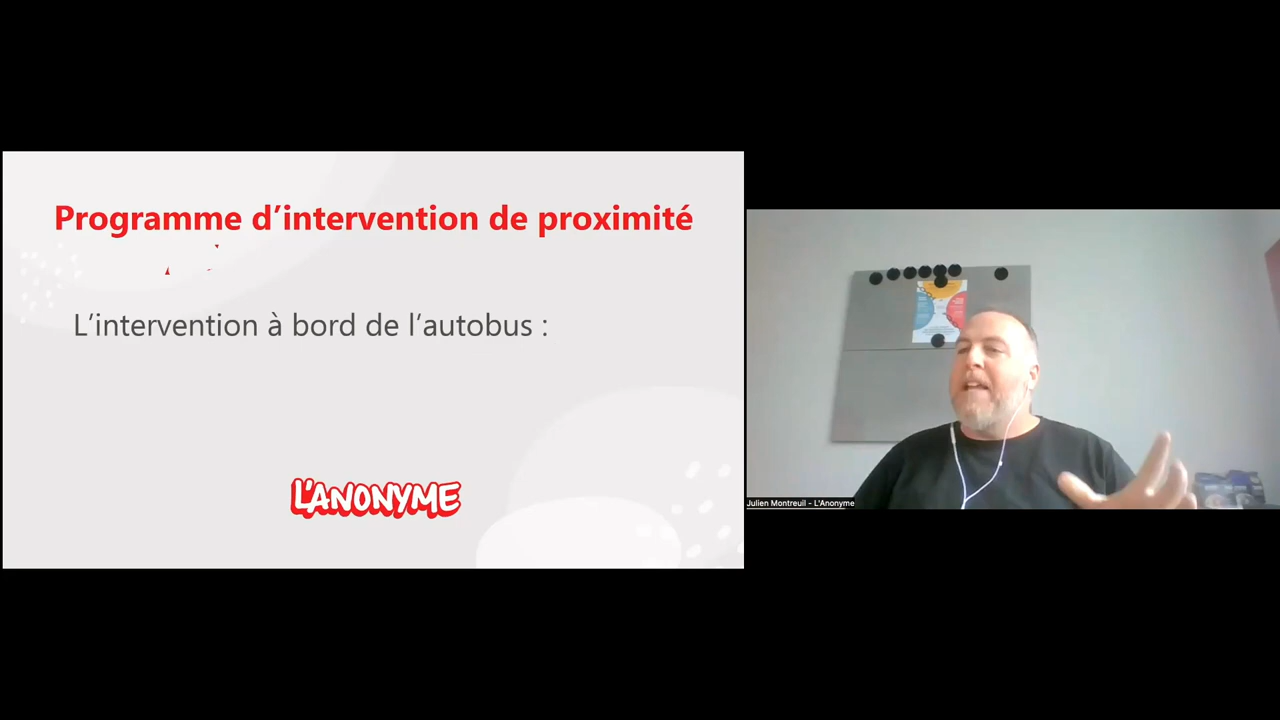 Programme d’intervention de proximité
L’intervention à bord de l’autobus :
L'ANONYME
Julien Montreuil - L'Anonyme